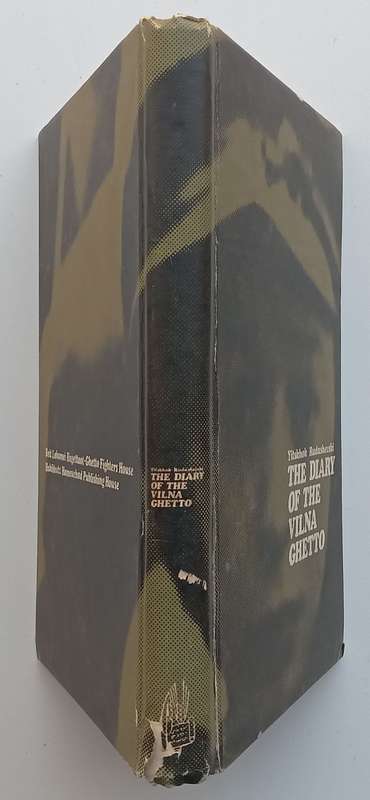 Beit Lohamei Haghettaot-Ghetto Fighters House
Hakibbutz Hameuchad Publishing House
Yitskhok Rudashevski
THE DIARY
OF THE
VILNA
GHETTO
Yitskhok Rudashevski
THE DIARY
OF THE
VILNA
GHETTO